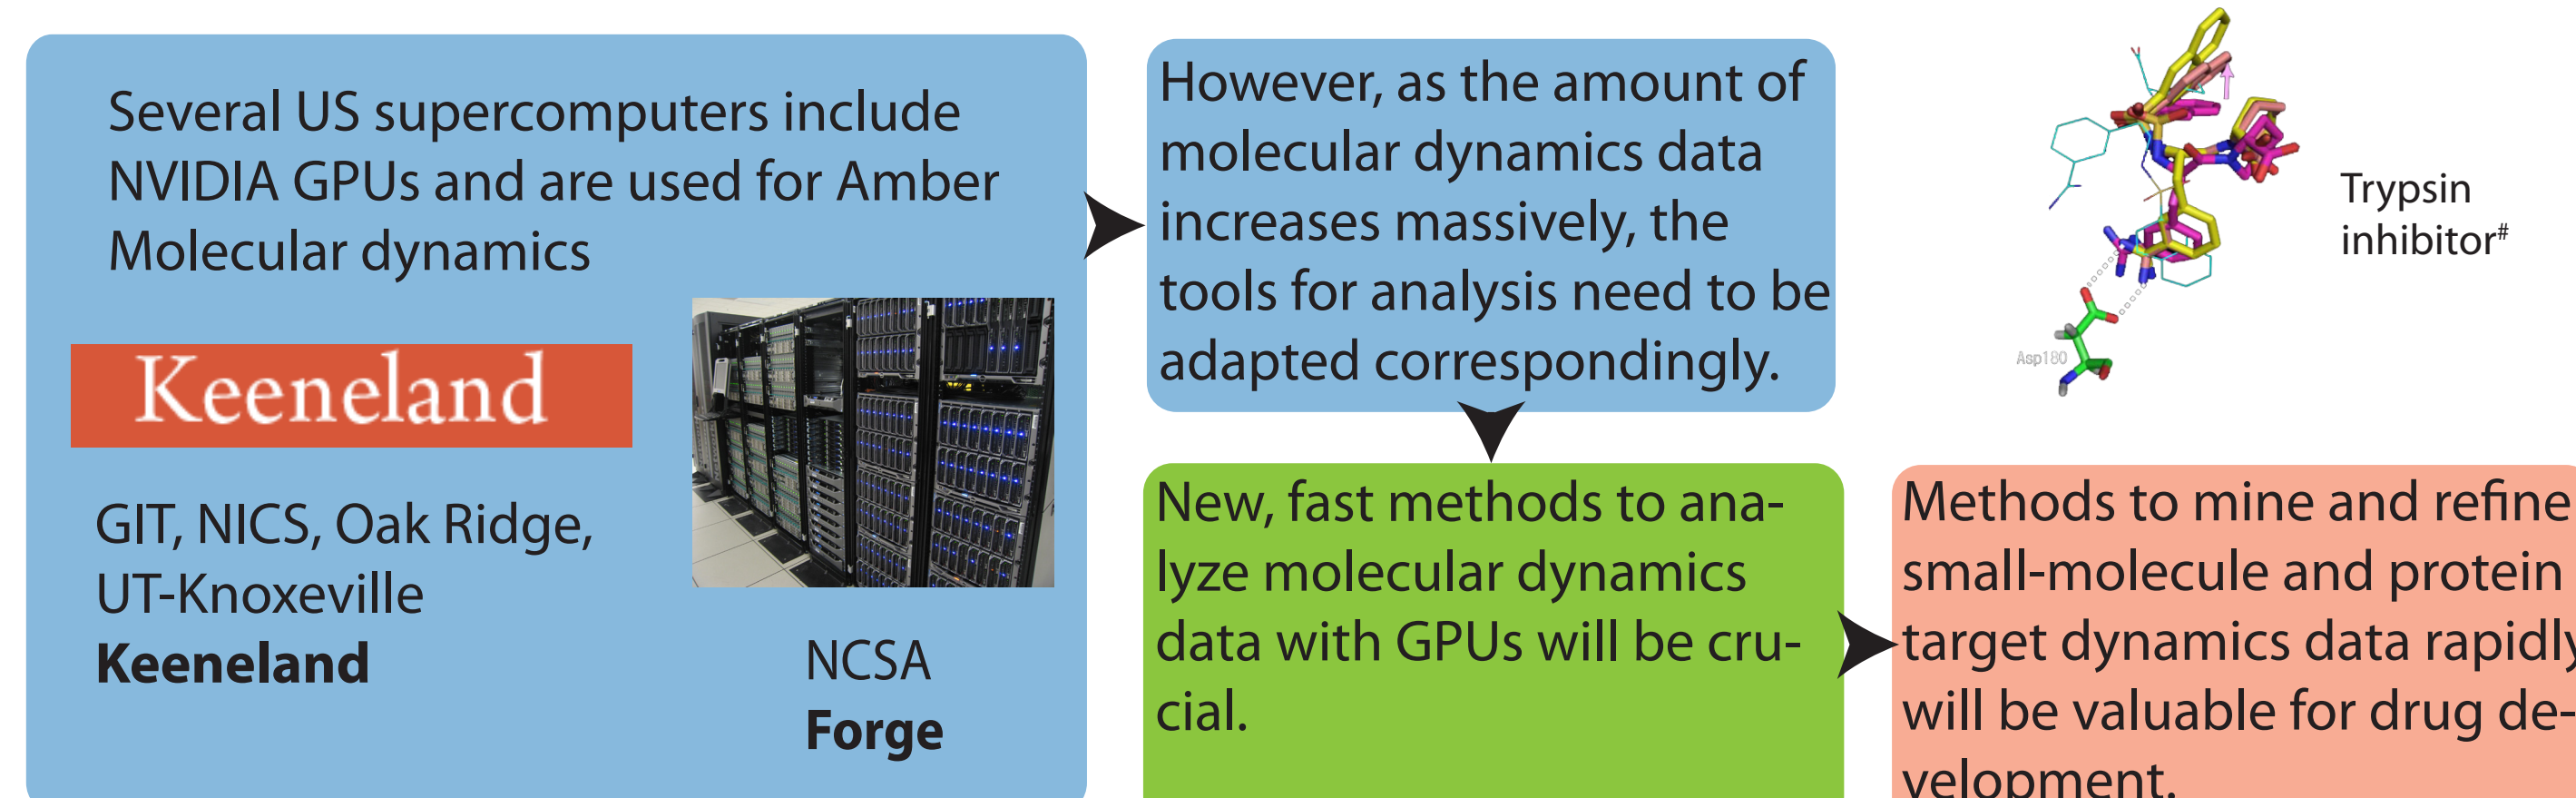 Several US supercomputers include
NVIDIA GPUs and are used for Amber
Molecular dynamics
Keeneland
GIT, NICS, Oak Ridge,
UT-Knoxeville
Keeneland
NCSA
Forge
However, as the amount of
molecular dynamics data
increases massively, the
tools for analysis need to be
adapted correspondingly.
New, fast methods to ana-
lyze molecular dynamics
data with GPUs will be cru-
cial.
Trypsin
inhibitor#
Asp180
Methods to mine and refine
small-molecule and protein
target dynamics data rapidly
will be valuable for drug de-
velopment.